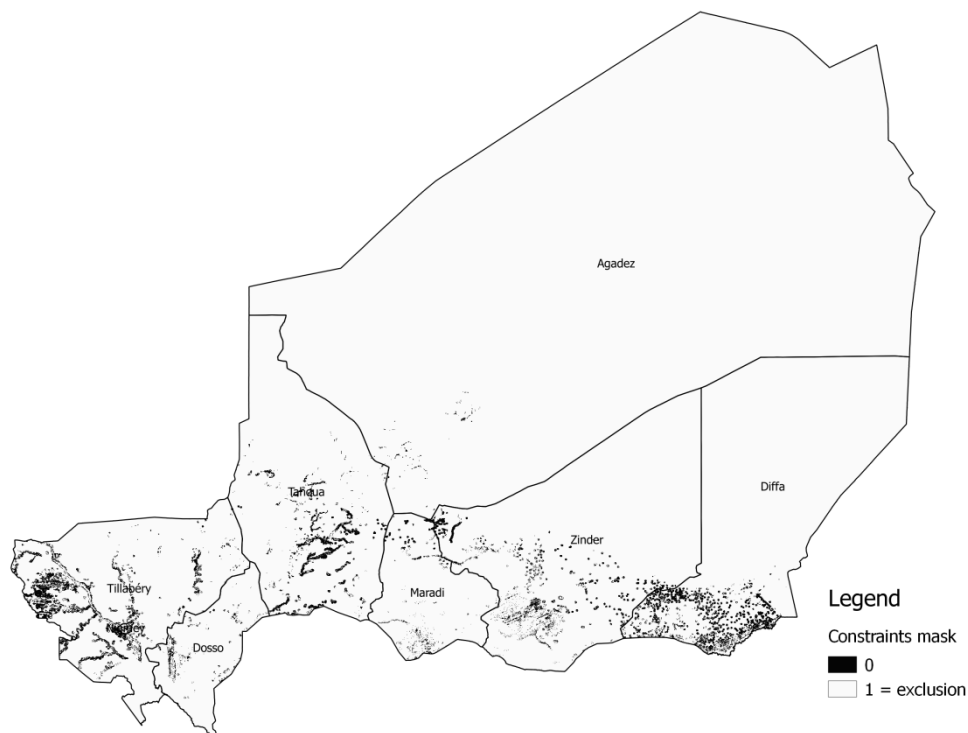 Agadez
Diffa
Tahoua
Zinder
Tillabéry
Maradi
Dosso
Legend
Constraints mask
0
1 = exclusion